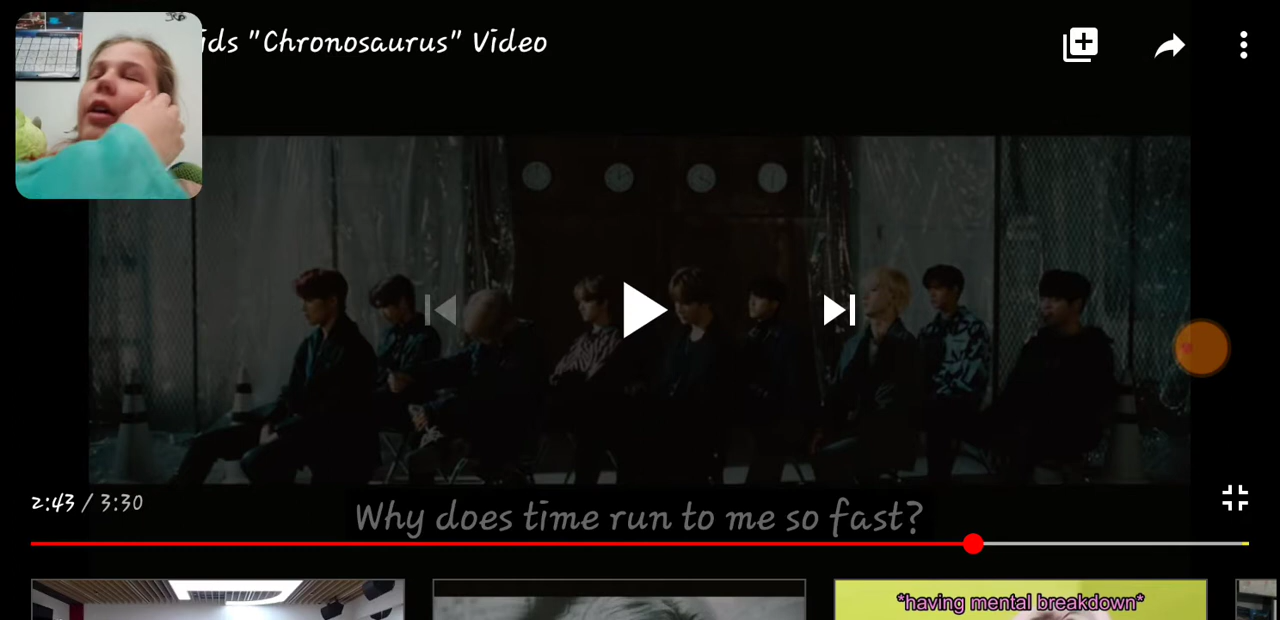 ids "Chronosaurus" Video
2:43 / 3:30
Why does time run to me so fast?
*having mental breakdown*